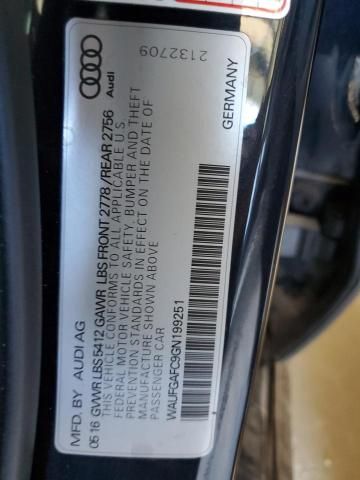 MFD. BY AUDI AG
0516 GVWR LBS 5412 GAWR LBS FRONT 2778 / REAR 2756
THIS VEHICLE CONFORMS TO ALL APPLICABLE U.S.
FEDERAL MOTOR VEHICLE SAFETY, BUMPER AND THEFT
PREVENTION STANDARDS IN EFFECT ON THE DATE OF
MANUFACTURE SHOWN ABOVE
PASSENGER CAR
WAUFGAFC9GN199251
GERMANY
Audi
2132709